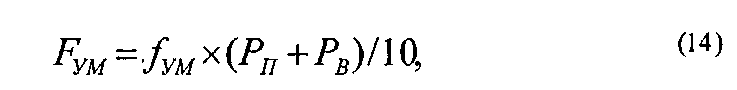 F_УМ = f_УМ × (P_П + P_В)/10, (14)